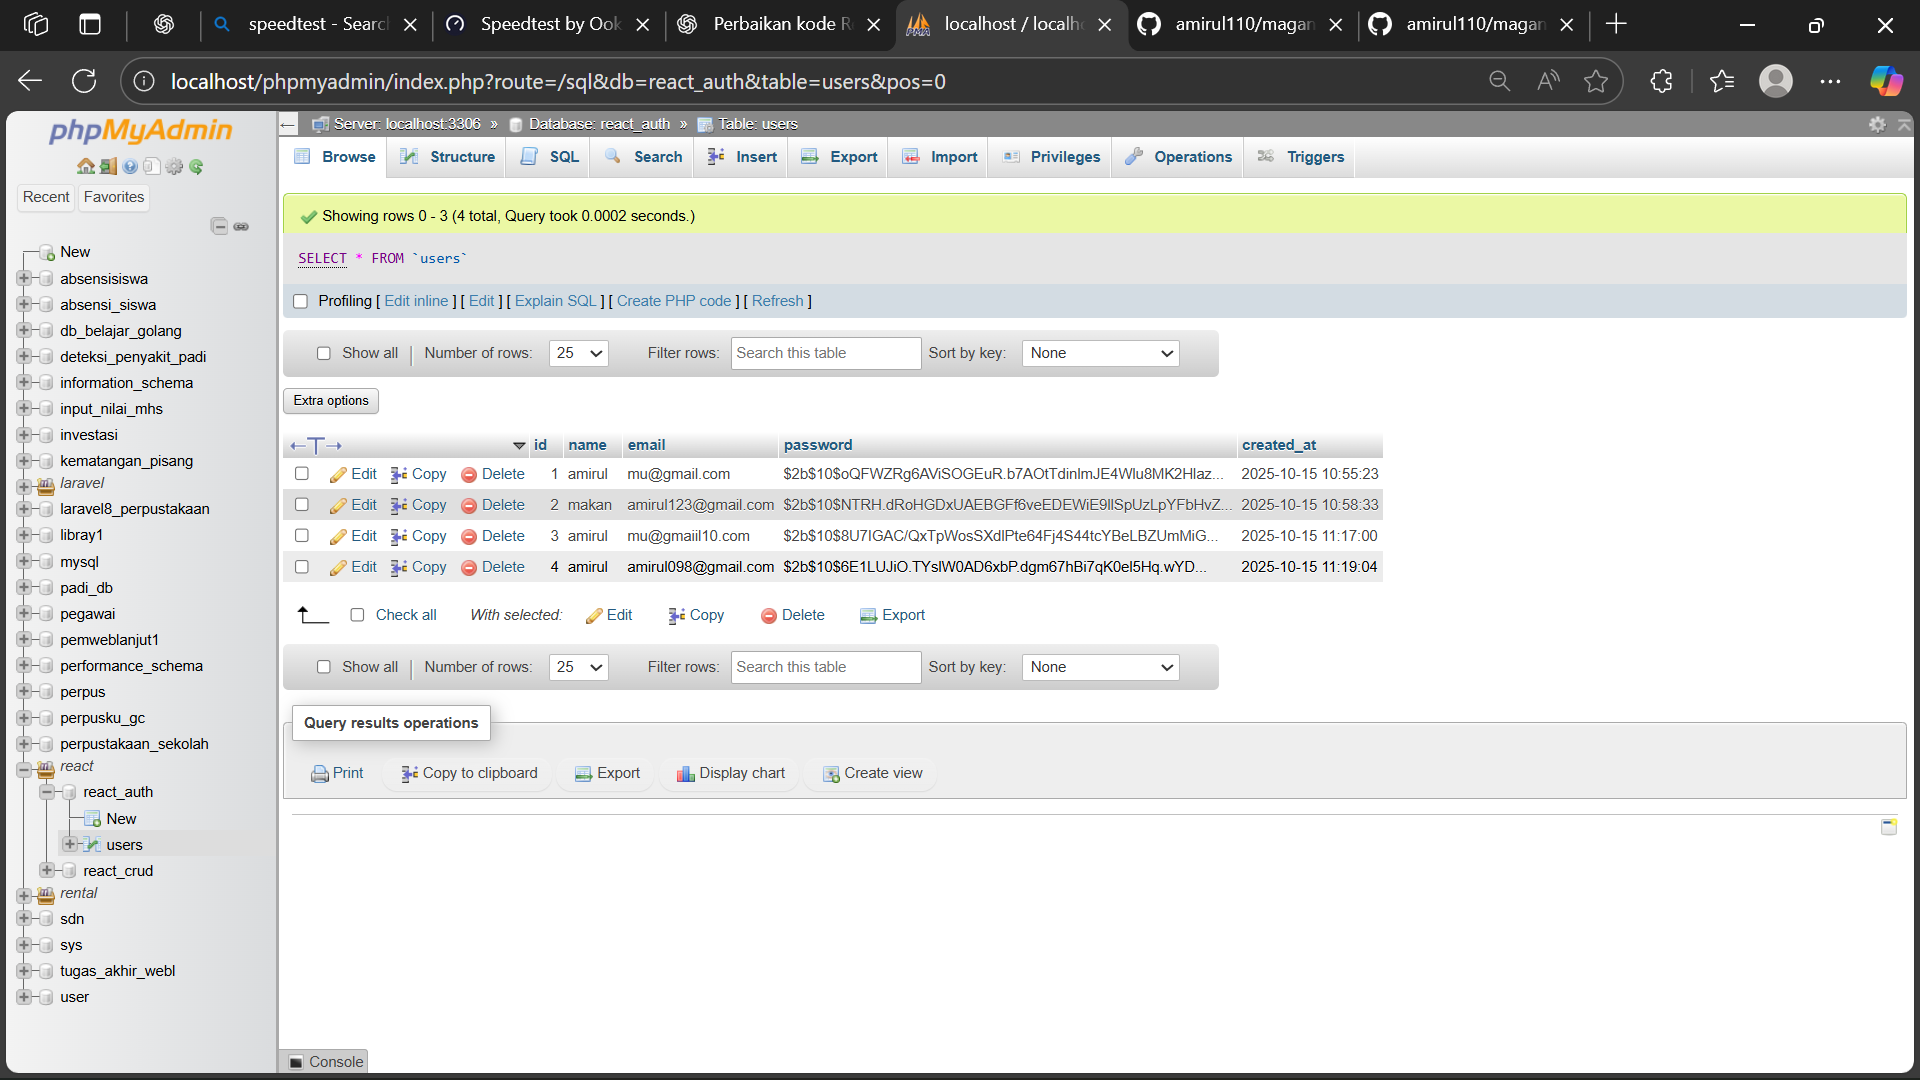 speedtest - Searc
Speedtest by Ook
Perbaikan kode R
localhost / localh
amirul110/magan
amirul110/magan
localhost/phpmyadmin/index.php?route=/sql&db=react_auth&table=users&pos=0
phpMyAdmin
Recent
Favorites
New
absensisiswa
absensi_siswa
db_belajar_golang
deteksi_penyakit_padi
information_schema
input_nilai_mhs
investasi
kematangan_pisang
laravel
laravel8_perpustakaan
libray1
mysql
padi_db
pegawai
pemweblanjut1
performance_schema
perpus
perpusku_gc
perpustakaan_sekolah
react
react_auth
New
users
react_crud
rental
sdn
sys
tugas_akhir_webl
user
Server: localhost:3306 » Database: react_auth » Table: users
Browse Structure SQL Search Insert Export Import Privileges Operations Triggers
Showing rows 0 - 3 (4 total, Query took 0.0002 seconds.)
SELECT * FROM `users`
Profiling [ Edit inline ] [ Edit ] [ Explain SQL ] [ Create PHP code ] [ Refresh ]
Show all | Number of rows: 25 Filter rows: Search this table Sort by key: None
Extra options
id name email password created_at
Edit Copy Delete 1 amirul mu@gmail.com $2b$10$oQFWZRg6AViSOGEuR.b7AOtTdinlmJE4Wlu8MK2Hlaz... 2025-10-15 10:55:23
Edit Copy Delete 2 makan amirul123@gmail.com $2b$10$NTRH.dRoHGDxUAEBGFf6veEDEWiE9llSpUzLpYFbHvZ... 2025-10-15 10:58:33
Edit Copy Delete 3 amirul mu@gmaiil10.com $2b$10$8U7IGAC/QxTpWosSXdlPte64Fj4S44tcYBeLBZUmMiG... 2025-10-15 11:17:00
Edit Copy Delete 4 amirul amirul098@gmail.com $2b$10$6E1LUJiO.TYslW0AD6xbP.dgm67hBi7qK0el5Hq.wYD... 2025-10-15 11:19:04
Check all With selected: Edit Copy Delete Export
Show all | Number of rows: 25 Filter rows: Search this table Sort by key: None
Query results operations
Print Copy to clipboard Export Display chart Create view
Console